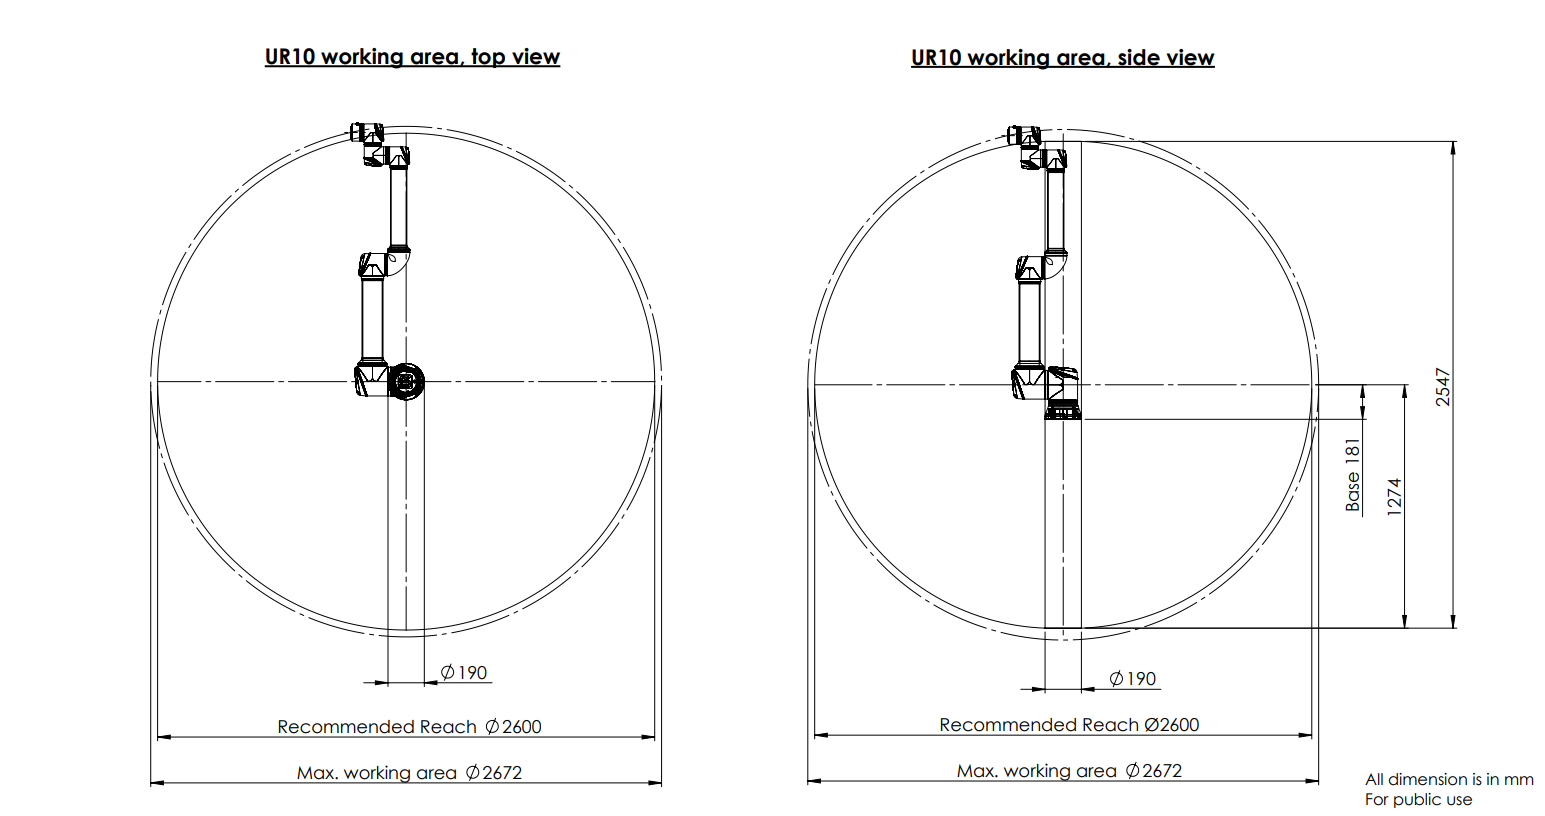 UR10 working area, top view
UR10 working area, side view
2547
Base 181
1274
Ø190
Ø190
Recommended Reach Ø2600
Recommended Reach Ø2600
Max. working area Ø2672
Max. working area Ø2672
All dimension is in mm
For public use